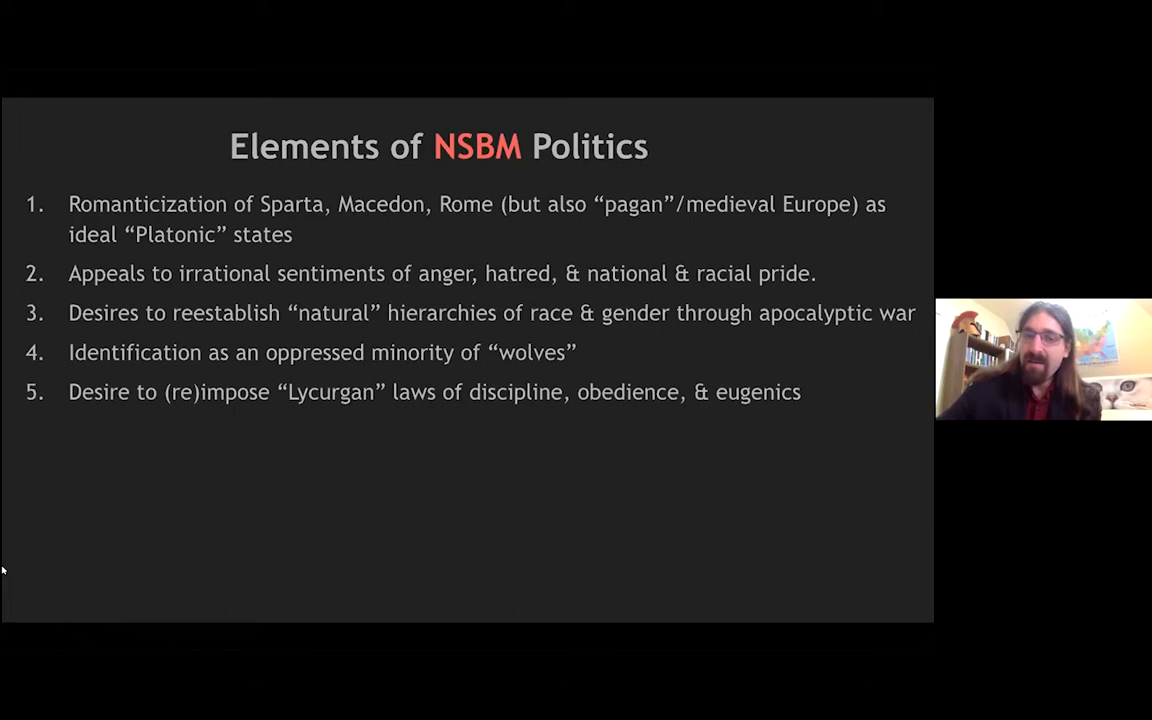 Elements of NSBM Politics
1. Romanticization of Sparta, Macedon, Rome (but also “pagan”/medieval Europe) as
ideal “Platonic” states
2. Appeals to irrational sentiments of anger, hatred, & national & racial pride.
3. Desires to reestablish “natural” hierarchies of race & gender through apocalyptic war
4. Identification as an oppressed minority of “wolves”
5. Desire to (re)impose “Lycurgan” laws of discipline, obedience, & eugenics